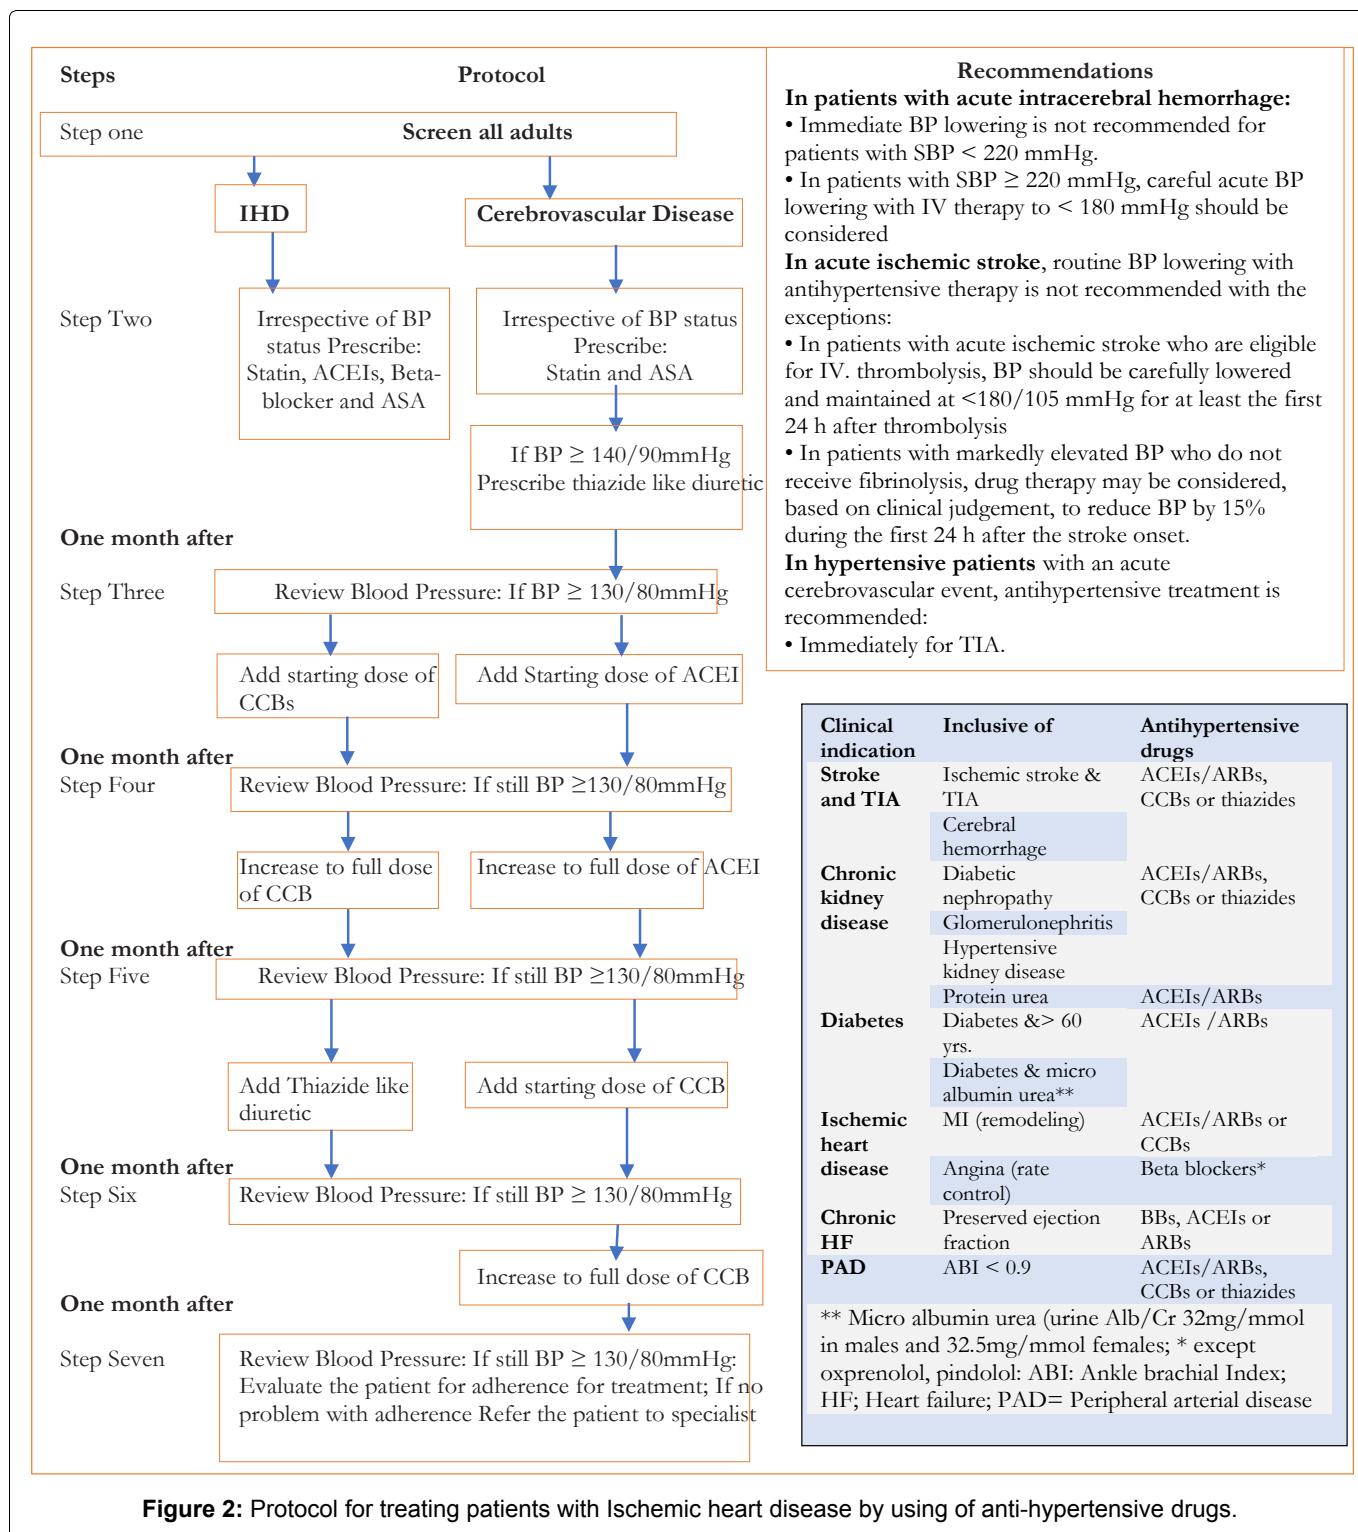 Steps
Protocol
Step one
Screen all adults
IHD
Cerebrovascular Disease
Step Two
Irrespective of BP
status Prescribe:
Statin, ACEIs, Beta-
blocker and ASA
Irrespective of BP status
Prescribe:
Statin and ASA
If BP ≥ 140/90mmHg
Prescribe thiazide like diuretic
One month after
Step Three
Review Blood Pressure: If BP ≥ 130/80mmHg
Add starting dose of
CCBs
Add Starting dose of ACEI
One month after
Step Four
Review Blood Pressure: If still BP ≥130/80mmHg
Increase to full dose
of CCB
Increase to full dose of ACEI
One month after
Step Five
Review Blood Pressure: If still BP ≥130/80mmHg
Add Thiazide like
diuretic
Add starting dose of CCB
One month after
Step Six
Review Blood Pressure: If still BP ≥ 130/80mmHg
Increase to full dose of CCB
One month after
Step Seven
Review Blood Pressure: If still BP ≥ 130/80mmHg:
Evaluate the patient for adherence for treatment; If no
problem with adherence Refer the patient to specialist
Recommendations
In patients with acute intracerebral hemorrhage:
• Immediate BP lowering is not recommended for
patients with SBP < 220 mmHg.
• In patients with SBP ≥ 220 mmHg, careful acute BP
lowering with IV therapy to < 180 mmHg should be
considered
In acute ischemic stroke, routine BP lowering with
antihypertensive therapy is not recommended with the
exceptions:
• In patients with acute ischemic stroke who are eligible
for IV. thrombolysis, BP should be carefully lowered
and maintained at <180/105 mmHg for at least the first
24 h after thrombolysis
• In patients with markedly elevated BP who do not
receive fibrinolysis, drug therapy may be considered,
based on clinical judgement, to reduce BP by 15%
during the first 24 h after the stroke onset.
In hypertensive patients with an acute
cerebrovascular event, antihypertensive treatment is
recommended:
• Immediately for TIA.
Clinical Inclusive of Antihypertensive
indication drugs
Stroke Ischemic stroke & ACEIs/ARBs,
and TIA TIA CCBs or thiazides
Cerebral
hemorrhage
Chronic Diabetic ACEIs/ARBs,
kidney nephropathy CCBs or thiazides
disease Glomerulonephritis
Hypertensive
kidney disease
Protein urea ACEIs/ARBs
Diabetes Diabetes &> 60 ACEIs /ARBs
yrs.
Diabetes & micro
albumin urea**
Ischemic MI (remodeling) ACEIs/ARBs or
heart CCBs
disease Angina (rate Beta blockers*
control)
Chronic Preserved ejection BBs, ACEIs or
HF fraction ARBs
PAD ABI < 0.9 ACEIs/ARBs,
CCBs or thiazides
** Micro albumin urea (urine Alb/Cr 32mg/mmol
in males and 32.5mg/mmol females; * except
oxprenolol, pindolol: ABI: Ankle brachial Index;
HF; Heart failure; PAD= Peripheral arterial disease
Figure 2: Protocol for treating patients with Ischemic heart disease by using of anti-hypertensive drugs.